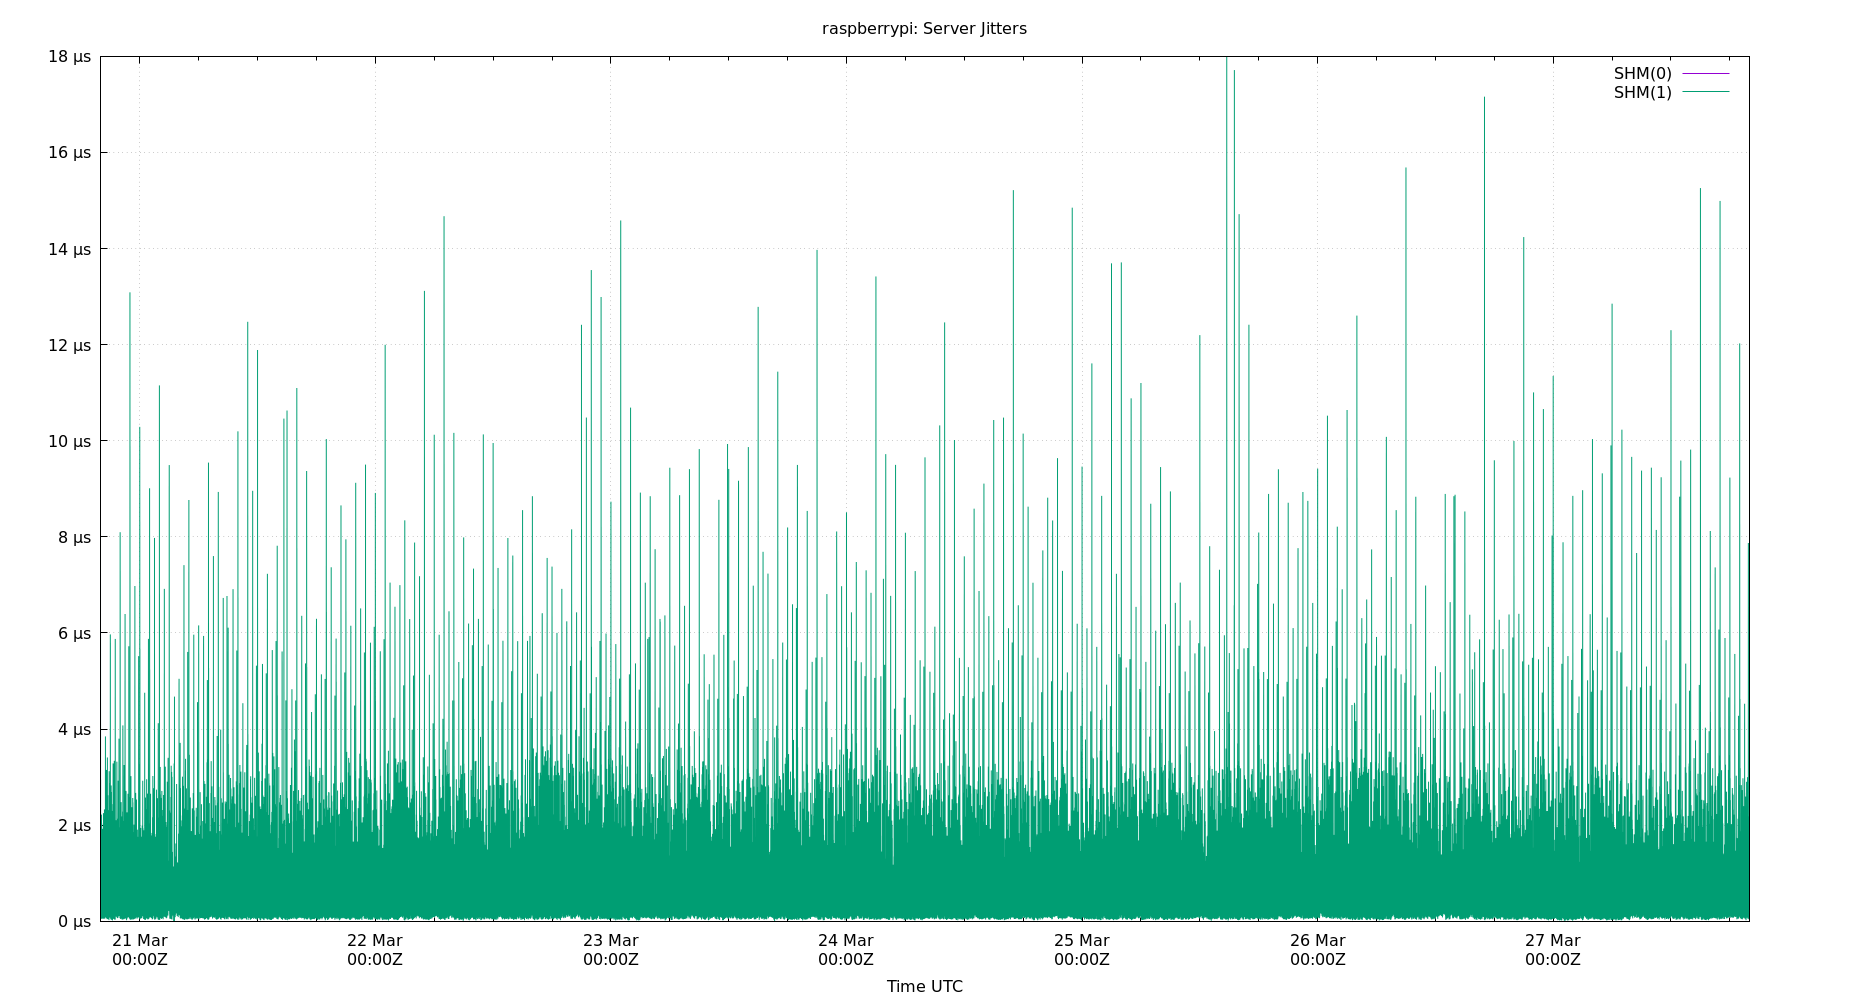 raspberrypi: Server Jitters
18 µs
16 µs
14 µs
12 µs
10 µs
8 µs
6 µs
4 µs
2 µs
0 µs
SHM(0)
SHM(1)
21 Mar 22 Mar 23 Mar 24 Mar 25 Mar 26 Mar 27 Mar
00:00Z 00:00Z 00:00Z 00:00Z 00:00Z 00:00Z 00:00Z
Time UTC